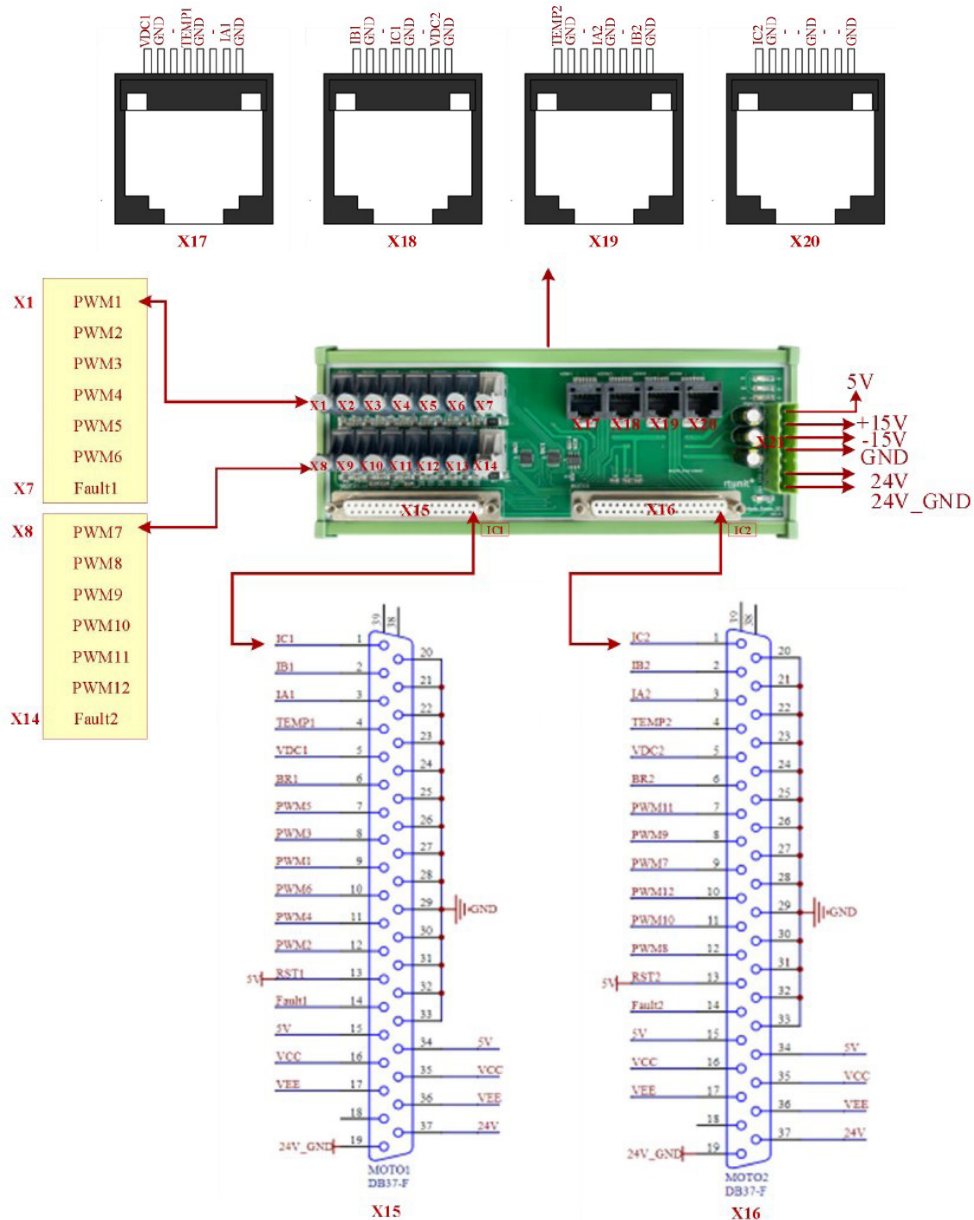 VDC1 GND - TEMP1 GND - IA1 GND
IB1 GND - IC1 GND - VDC2 GND
TEMP2 GND - IA2 GND - IB2 GND
IC2 GND - - GND - - GND
X17
X18
X19
X20
X1 PWM1
PWM2
PWM3
PWM4
PWM5
PWM6
X7 Fault1
X8 PWM7
PWM8
PWM9
PWM10
PWM11
PWM12
X14 Fault2
X1 X2 X3 X4 X5 X6 X7
X8 X9 X10 X11 X12 X13 X14
X17 X18 X19 X20
X21
X15
X16
IC1
IC2
5V
+15V
-15V
GND
24V
24V_GND
39 38
IC1 1
20
IB1 2
21
IA1 3
22
TEMP1 4
23
VDC1 5
24
BR1 6
25
PWM5 7
26
PWM3 8
27
PWM1 9
28
PWM6 10
29 GND
PWM4 11
30
PWM2 12
31
5V RST1 13
32
Fault1 14
33
5V 15
34 5V
VCC 16
35 VCC
VEE 17
36 VEE
18
37 24V
24V_GND 19
MOTO1
DB37-F
X15
39 38
IC2 1
20
IB2 2
21
IA2 3
22
TEMP2 4
23
VDC2 5
24
BR2 6
25
PWM11 7
26
PWM9 8
27
PWM7 9
28
PWM12 10
29 GND
PWM10 11
30
PWM8 12
31
5V RST2 13
32
Fault2 14
33
5V 15
34 5V
VCC 16
35 VCC
VEE 17
36 VEE
18
37 24V
24V_GND 19
MOTO2
DB37-F
X16